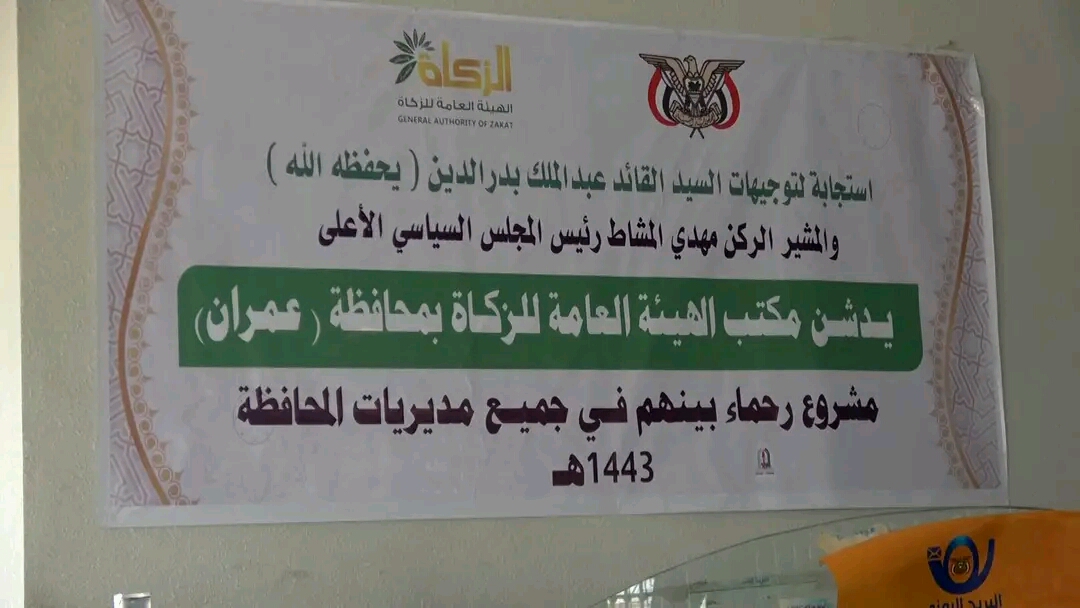 الزكاة
الهيئة العامة للزكاة
GENERAL AUTHORITY OF ZAKAT
استجابة لتوجيهات السيد القائد عبدالملك بدرالدين ( يحفظه الله )
والمشير الركن مهدي المشاط رئيس المجلس السياسي الأعلى
يدشن مكتب الهيئة العامة للزكاة بمحافظة ( عمران )
مشروع رحماء بينهم في جميع مديريات المحافظة
1443هـ
البريد اليمني